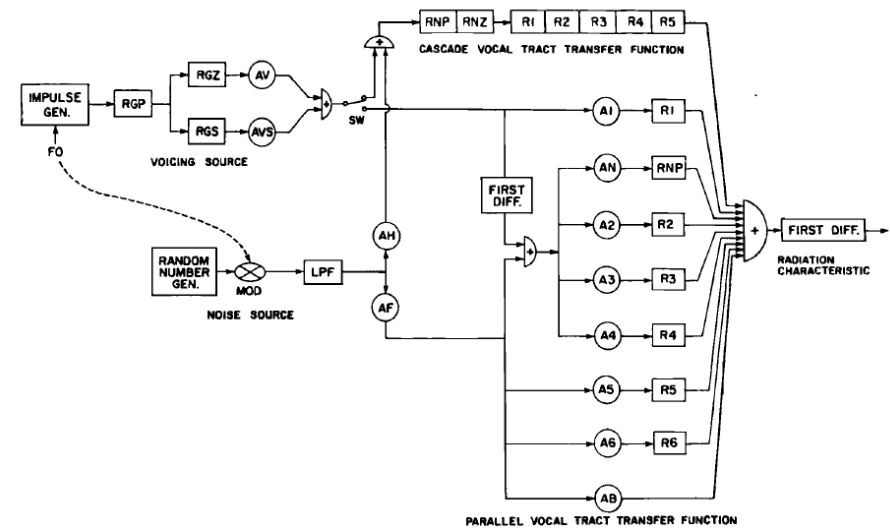 RNP RNZ R1 R2 R3 R4 R5
CASCADE VOCAL TRACT TRANSFER FUNCTION
+
IMPULSE
GEN.
RGP
RGZ
AV
RGS
AVS
+
SW
VOICING SOURCE
F0
A1
R1
FIRST
DIFF.
AN
RNP
A2
R2
+
A3
R3
A4
R4
A5
R5
A6
R6
AB
+
FIRST DIFF.
RADIATION
CHARACTERISTIC
RANDOM
NUMBER
GEN.
MOD
LPF
AH
AF
NOISE SOURCE
PARALLEL VOCAL TRACT TRANSFER FUNCTION